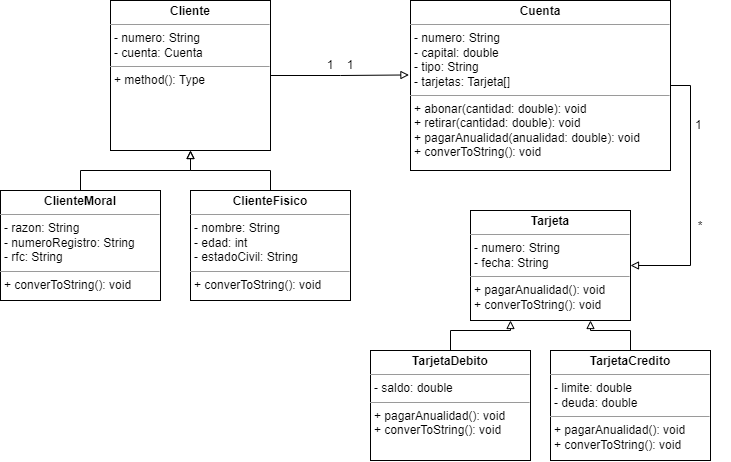 Cliente
- numero: String
- cuenta: Cuenta
+ method(): Type
Cuenta
- numero: String
- capital: double
- tipo: String
- tarjetas: Tarjeta[]
+ abonar(cantidad: double): void
+ retirar(cantidad: double): void
+ pagarAnualidad(anualidad: double): void
+ converToString(): void
1 1
1
*
ClienteMoral
- razon: String
- numeroRegistro: String
- rfc: String
+ converToString(): void
ClienteFisico
- nombre: String
- edad: int
- estadoCivil: String
+ converToString(): void
Tarjeta
- numero: String
- fecha: String
+ pagarAnualidad(): void
+ converToString(): void
TarjetaDebito
- saldo: double
+ pagarAnualidad(): void
+ converToString(): void
TarjetaCredito
- limite: double
- deuda: double
+ pagarAnualidad(): void
+ converToString(): void